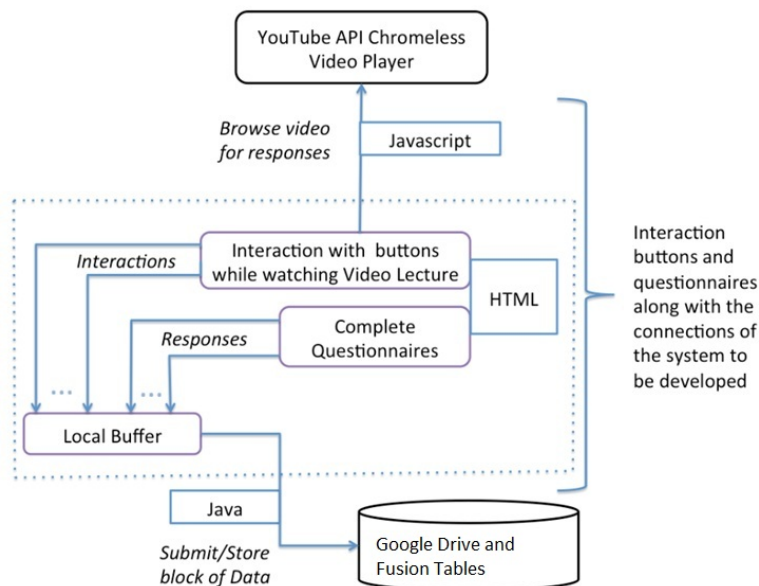 YouTube API Chromeless
Video Player
Browse video
for responses
Javascript
Interactions
Interaction with buttons
while watching Video Lecture
HTML
Responses
Complete
Questionnaires
...
...
Local Buffer
Java
Submit/Store
block of Data
Google Drive and
Fusion Tables
Interaction
buttons and
questionnaires
along with the
connections of
the system to
be developed